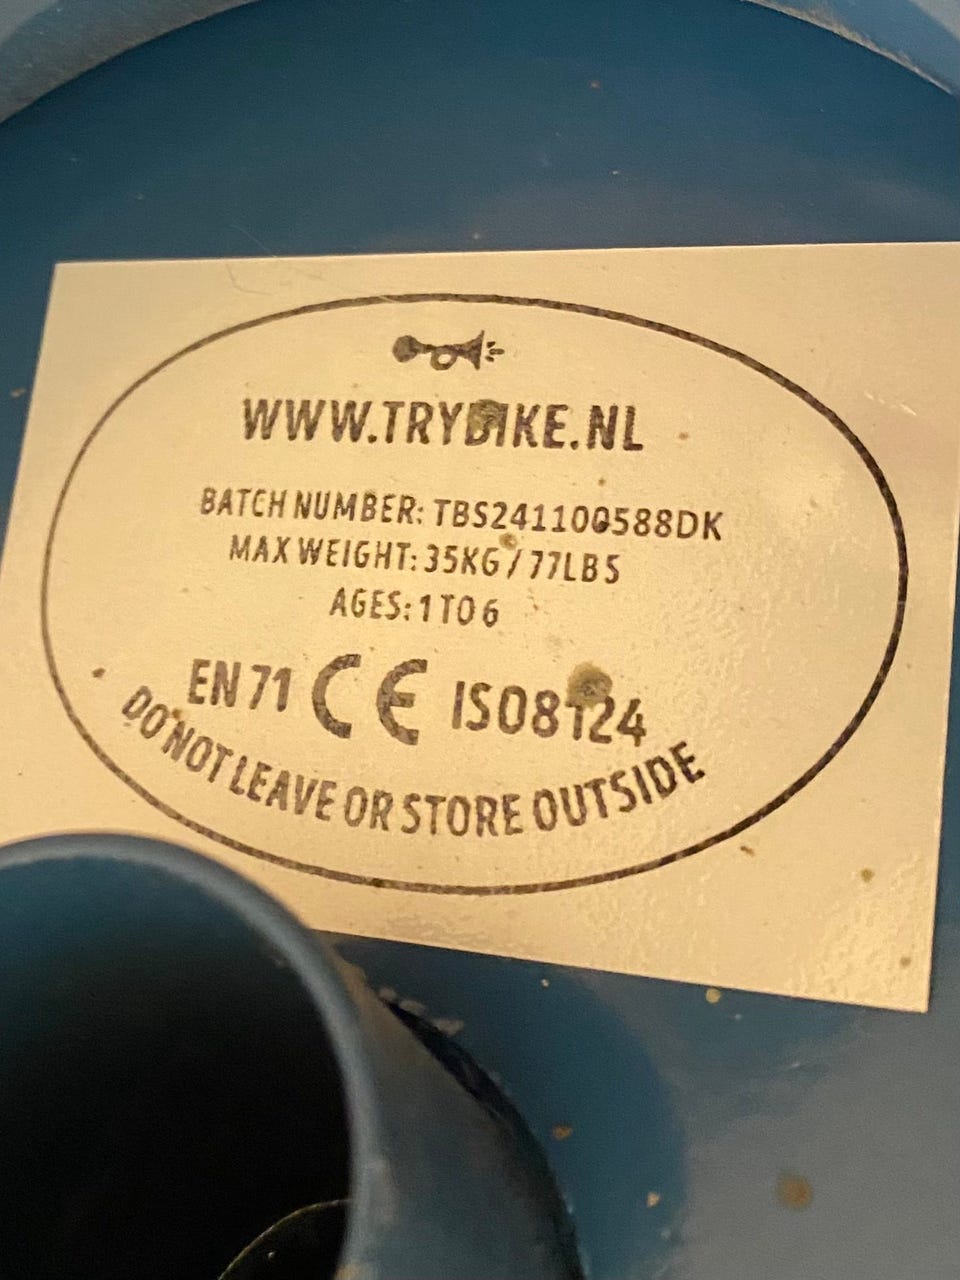 WWW.TRYBIKE.NL
BATCH NUMBER: TBS241100588DK
MAX WEIGHT: 35KG / 77LBS
AGES: 1 TO 6
EN 71 CE ISO8124
DO NOT LEAVE OR STORE OUTSIDE